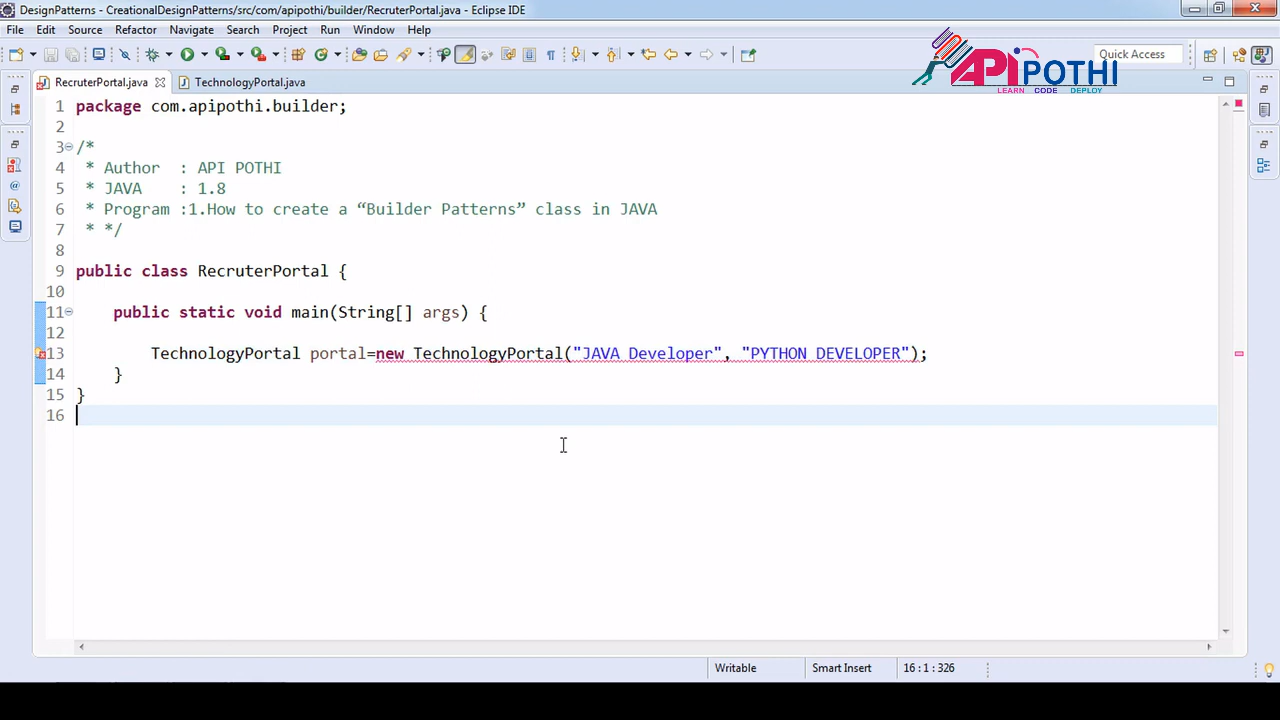 DesignPatterns - CreationalDesignPatterns/src/com/apipothi/builder/RecruterPortal.java - Eclipse IDE
File Edit Source Refactor Navigate Search Project Run Window Help
Quick Access
APIPOTHI
LEARN CODE DEPLOY
RecruterPortal.java TechnologyPortal.java
1 package com.apipothi.builder;
2
3 /*
4 * Author : API POTHI
5 * JAVA : 1.8
6 * Program :1.How to create a “Builder Patterns” class in JAVA
7 * */
8
9 public class RecruterPortal {
10
11 public static void main(String[] args) {
12
13 TechnologyPortal portal=new TechnologyPortal("JAVA Developer", "PYTHON DEVELOPER");
14 }
15 }
16
Writable Smart Insert 16 : 1 : 326